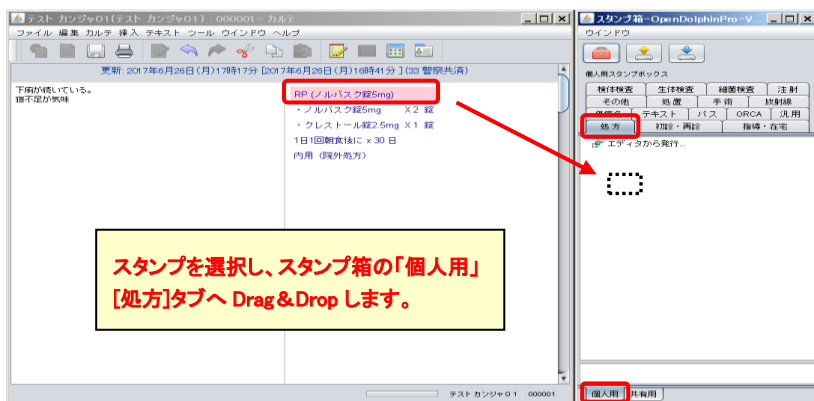 テスト カンジャ01(テスト カンジャ01) : 000001 - カルテ
ファイル 編集 カルテ 挿入 テキスト ツール ウインドウ ヘルプ
更新: 2017年6月26日(月)17時17分 [2017年6月26日(月)16時41分 ] (33 警察共済)
下痢が続いている。
寝不足が気味
RP (ノルバスク錠5mg)
・ノルバスク錠5mg X 2 錠
・クレストール錠2.5mg X 1 錠
1日1回朝食後に x 30 日
内用 (院外処方)
スタンプを選択し、スタンプ箱の「個人用」
[処方]タブへ Drag&Drop します。
テスト カンジャ0 1 000001
スタンプ箱-OpenDolphinPro-V...
ウインドウ
個人用スタンプボックス
検体検査 生体検査 細菌検査 注 射
その他 処 置 手 術 放射線
テキスト パ ス ORCA 汎 用
処 方 初診・再診 指導・在宅
エディタから発行...
個人用 共有用